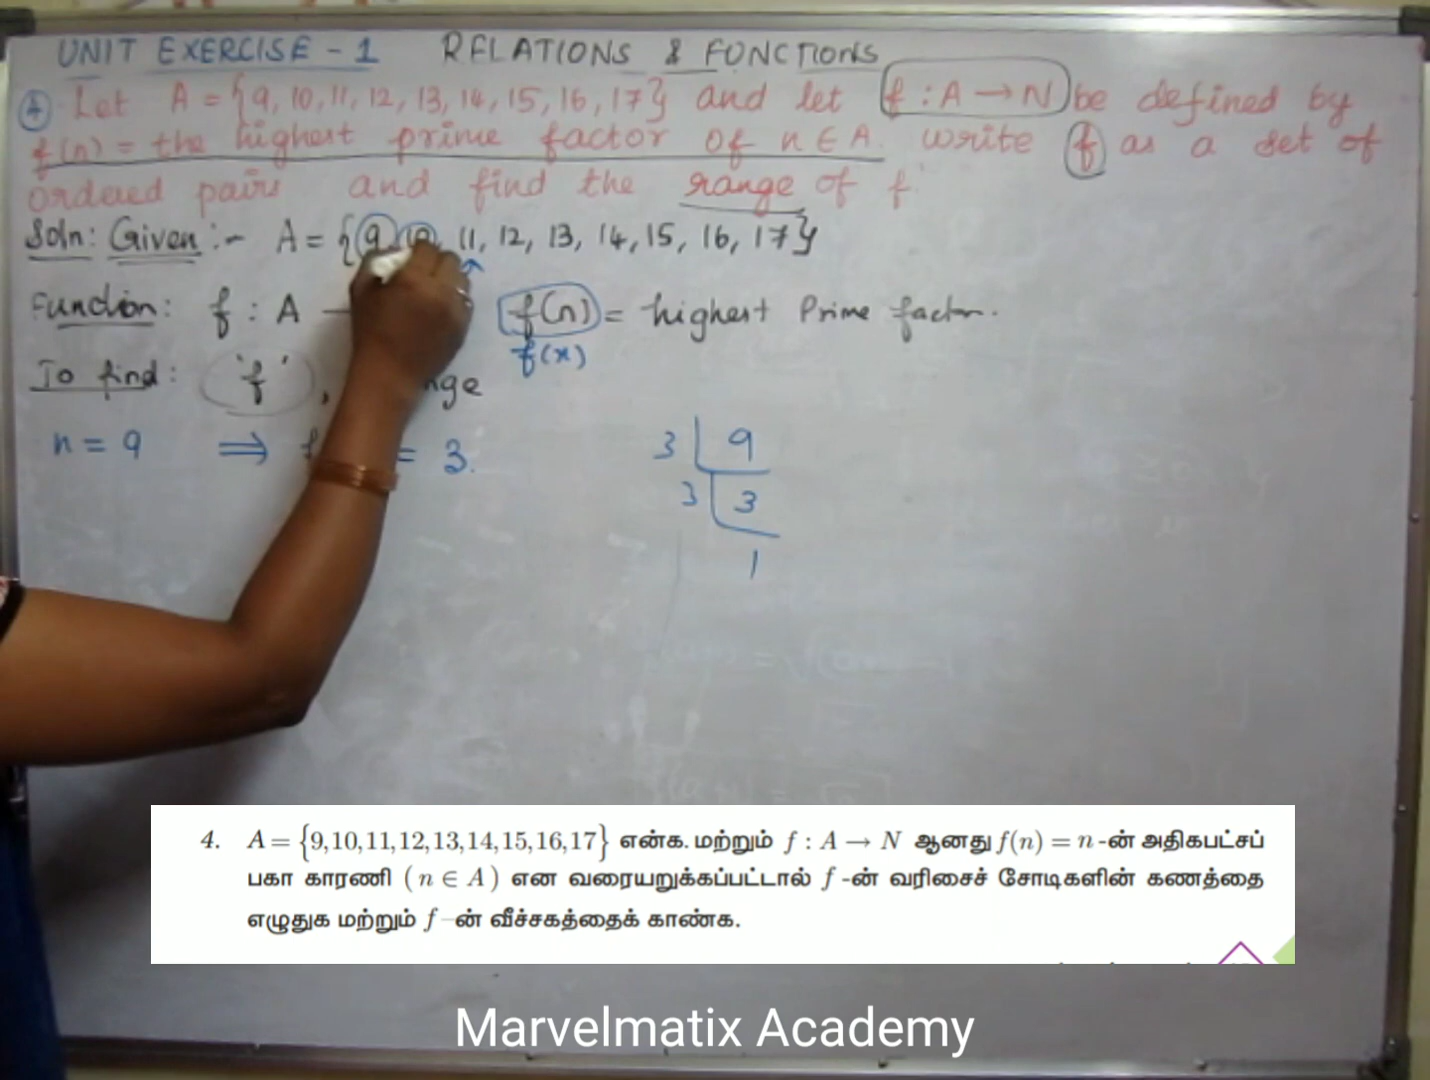 UNIT EXERCISE - 1 RELATIONS & FUNCTIONS
4 Let A = {9, 10, 11, 12, 13, 14, 15, 16, 17} and let f : A → N be defined by
f(n) = the highest prime factor of n ∈ A. write f as a set of
ordered pairs and find the range of f
Soln: Given :- A = {9, 10, 11, 12, 13, 14, 15, 16, 17}
Function: f : A f(n) = highest Prime factor.
f(x)
To find: 'f',
n = 9 ⇒ = 3.
3 | 9
3 | 3
1
4. A = {9,10,11,12,13,14,15,16,17} என்க. மற்றும் f : A → N ஆனது f(n) = n -ன் அதிகபட்சப்
பகா காரணி ( n ∈ A ) என வரையறுக்கப்பட்டால் f -ன் வரிசைச் சோடிகளின் கணத்தை
எழுதுக மற்றும் f –ன் வீச்சகத்தைக் காண்க.
Marvelmatix Academy